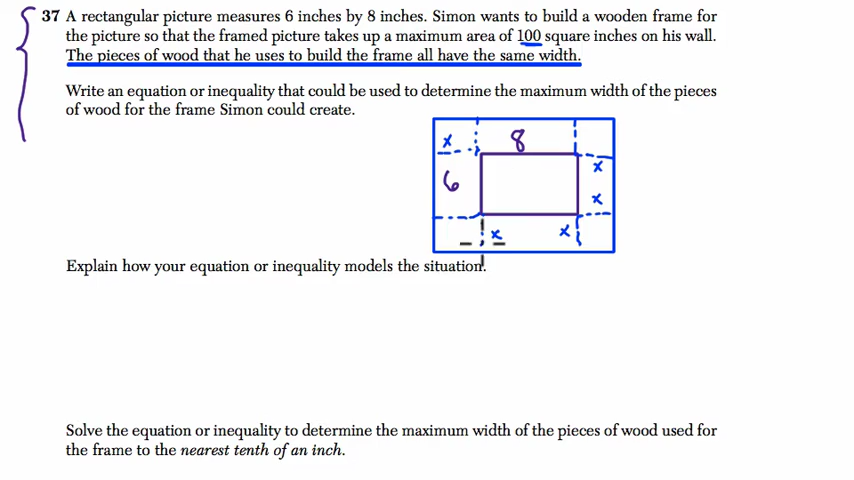 37 A rectangular picture measures 6 inches by 8 inches. Simon wants to build a wooden frame for
the picture so that the framed picture takes up a maximum area of 100 square inches on his wall.
The pieces of wood that he uses to build the frame all have the same width.
Write an equation or inequality that could be used to determine the maximum width of the pieces
of wood for the frame Simon could create.
x 8
x
6
x
x x
Explain how your equation or inequality models the situation.
Solve the equation or inequality to determine the maximum width of the pieces of wood used for
the frame to the nearest tenth of an inch.